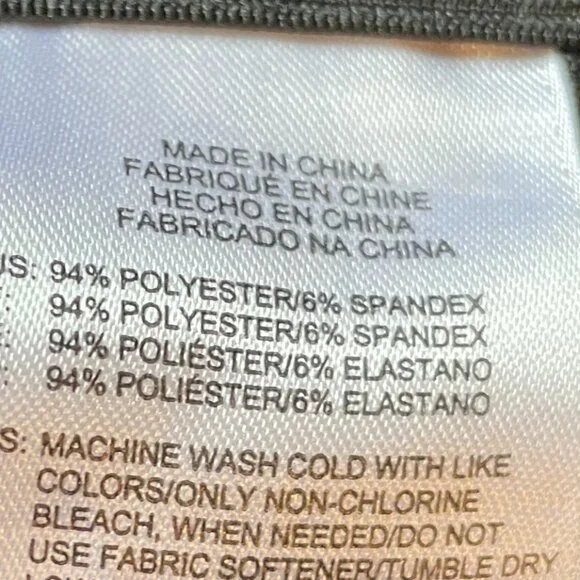 MADE IN CHINA
FABRIQUÉ EN CHINE
HECHO EN CHINA
FABRICADO NA CHINA
US: 94% POLYESTER/6% SPANDEX
: 94% POLYESTER/6% SPANDEX
: 94% POLIÉSTER/6% ELASTANO
: 94% POLIÉSTER/6% ELASTANO
S: MACHINE WASH COLD WITH LIKE
COLORS/ONLY NON-CHLORINE
BLEACH, WHEN NEEDED/DO NOT
USE FABRIC SOFTENER/TUMBLE DRY